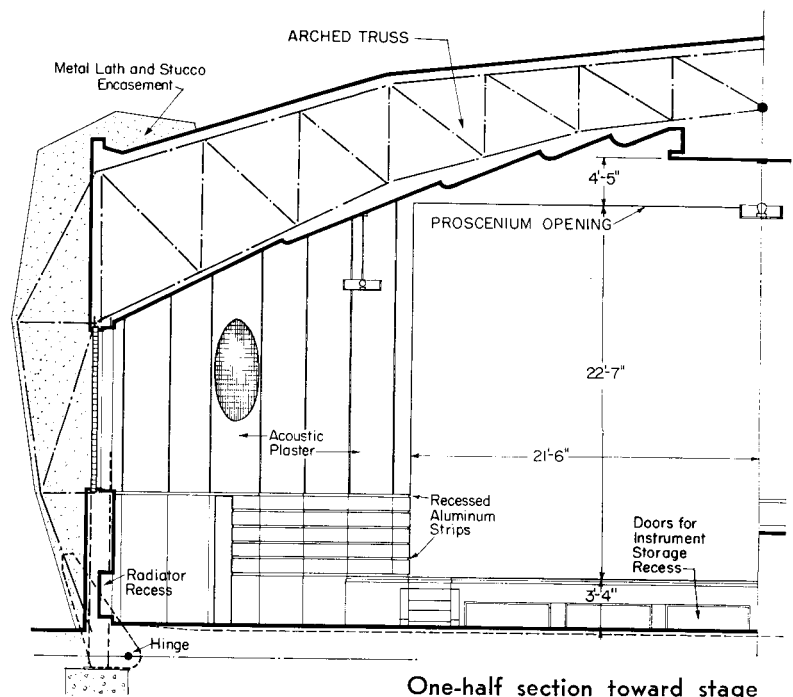 ARCHED TRUSS
Metal Lath and Stucco
Encasement
4'-5"
PROSCENIUM OPENING
22'-7"
Acoustic
Plaster
21'-6"
Recessed
Aluminum
Strips
Doors for
Instrument
Storage
Recess
Radiator
Recess
3'-4"
Hinge
One-half section toward stage